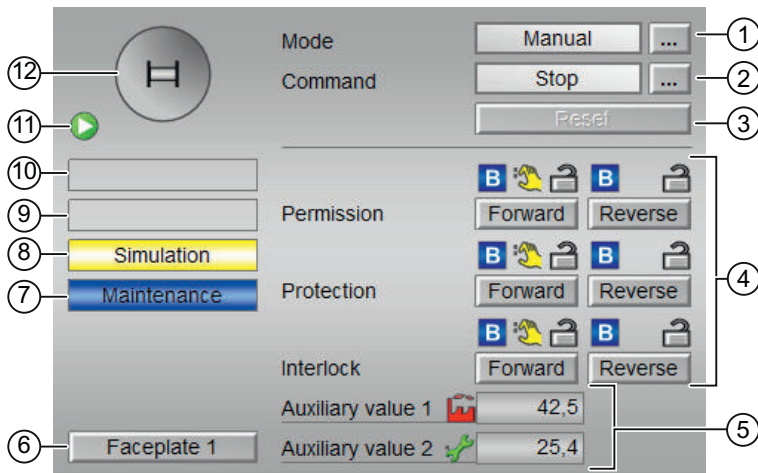 Mode Manual ... 1
12 Command Stop ... 2
11 Reset 3
10 B B
9 Permission Forward Reverse
8 Simulation B B
7 Maintenance Protection Forward Reverse 4
B B
Interlock Forward Reverse
Auxiliary value 1 42,5
5
6 Faceplate 1 Auxiliary value 2 25,4